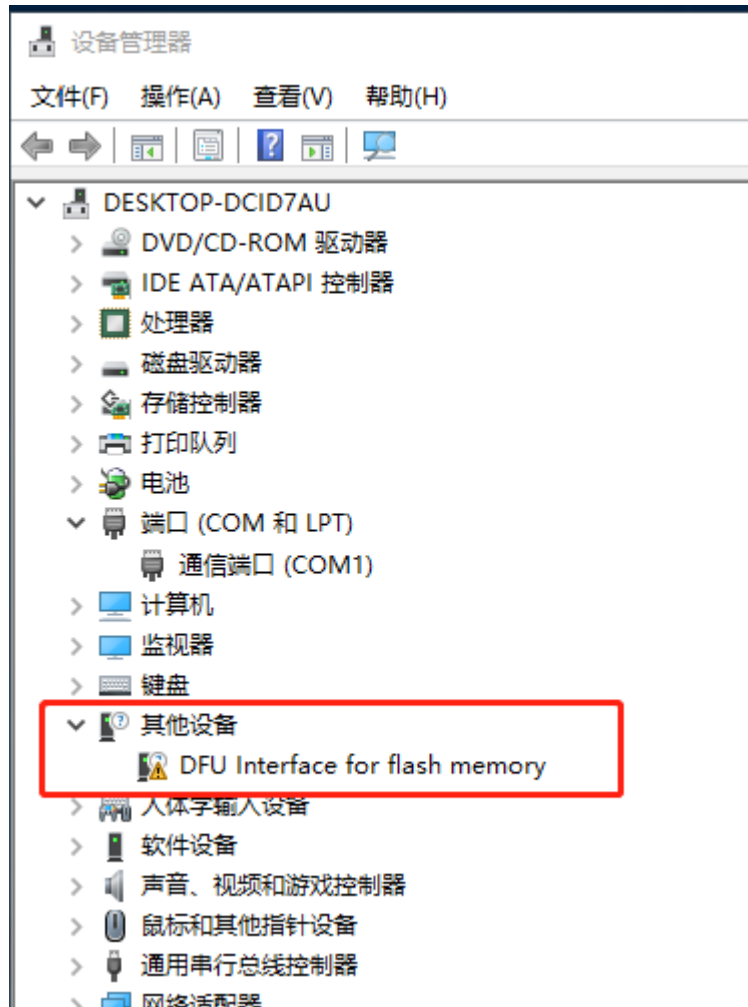 设备管理器
文件(F) 操作(A) 查看(V) 帮助(H)
DESKTOP-DCID7AU
DVD/CD-ROM 驱动器
IDE ATA/ATAPI 控制器
处理器
磁盘驱动器
存储控制器
打印队列
电池
端口 (COM 和 LPT)
通信端口 (COM1)
计算机
监视器
键盘
其他设备
DFU Interface for flash memory
人体学输入设备
软件设备
声音、视频和游戏控制器
鼠标和其他指针设备
通用串行总线控制器
网络适配器